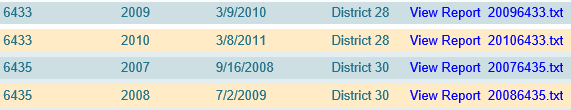 6433 2009 3/9/2010 District 28 View Report 20096433.txt
6433 2010 3/8/2011 District 28 View Report 20106433.txt
6435 2007 9/16/2008 District 30 View Report 20076435.txt
6435 2008 7/2/2009 District 30 View Report 20086435.txt